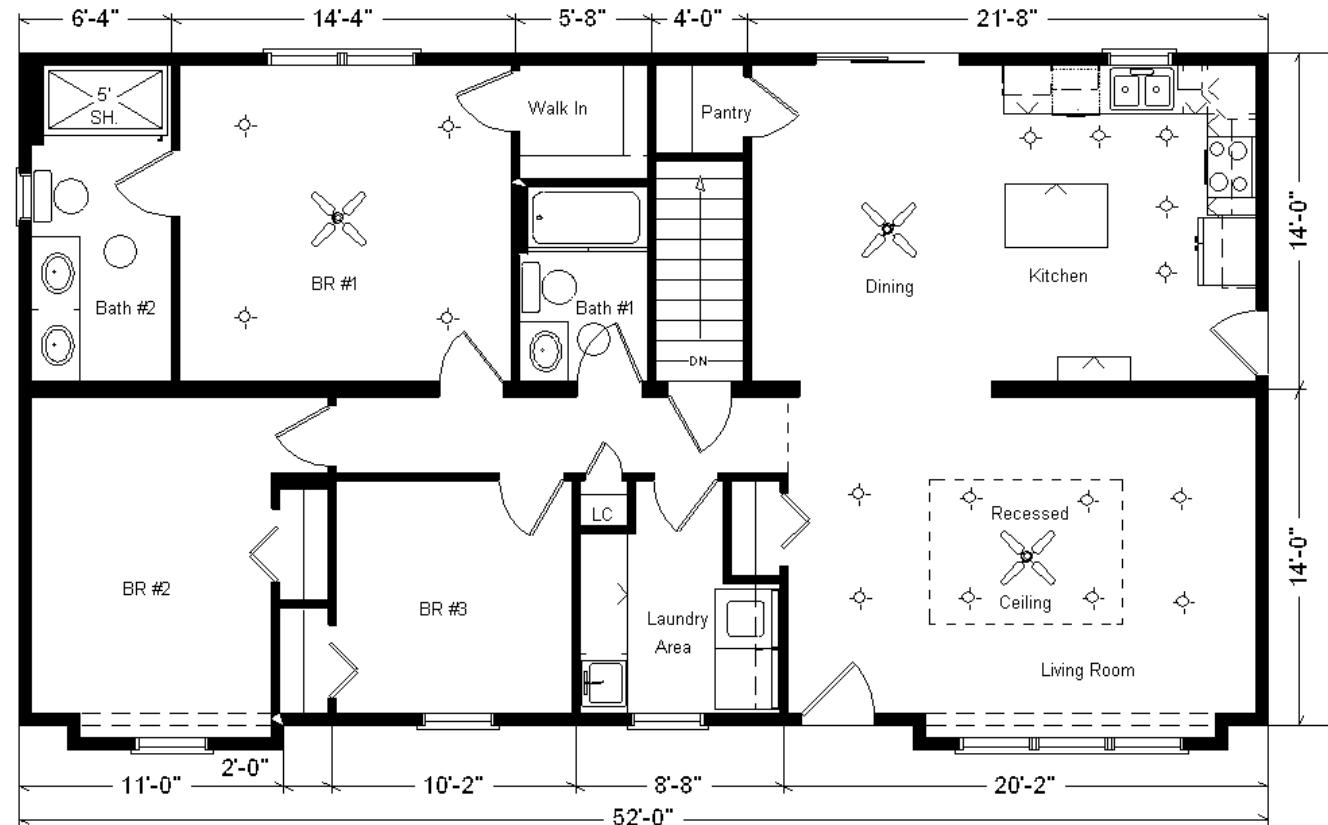 6'-4"
14'-4"
5'-8"
4'-0"
21'-8"
5'
SH.
Walk In
Pantry
14'-0"
BR #1
Bath #2
Bath #1
Dining
Kitchen
DN
LC
Recessed
Ceiling
BR #2
BR #3
Laundry
Area
Living Room
14'-0"
2'-0"
11'-0"
10'-2"
8'-8"
20'-2"
52'-0"